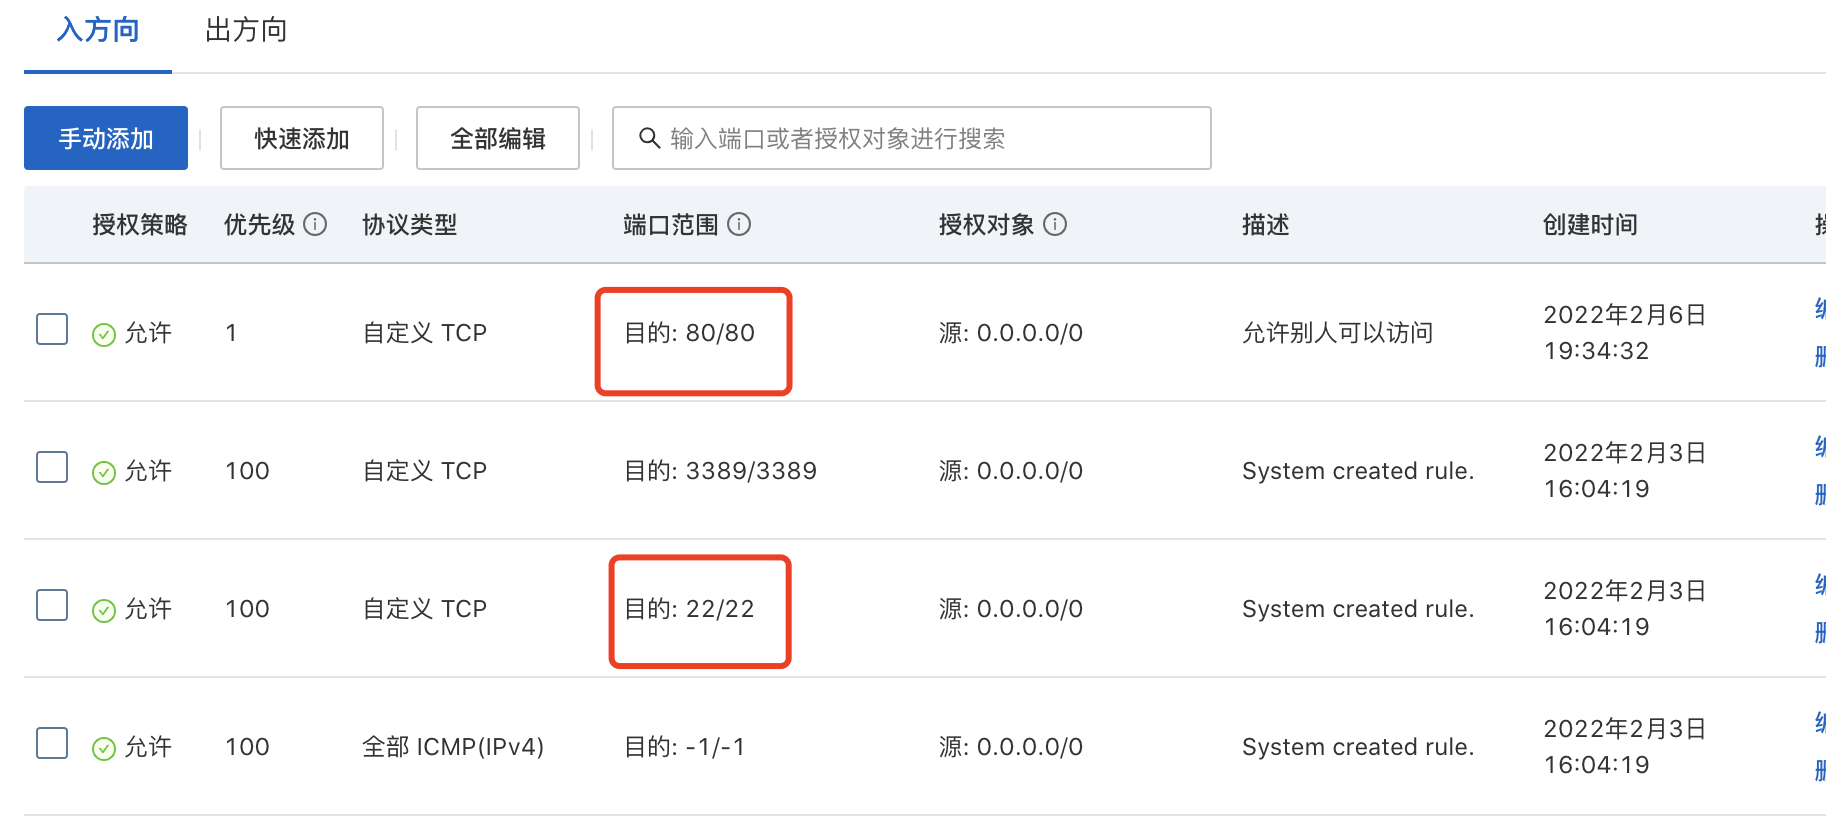 入方向 出方向
手动添加 快速添加 全部编辑 输入端口或者授权对象进行搜索
授权策略 优先级 协议类型 端口范围 授权对象 描述 创建时间
允许 1 自定义 TCP 目的: 80/80 源: 0.0.0.0/0 允许别人可以访问 2022年2月6日
19:34:32
允许 100 自定义 TCP 目的: 3389/3389 源: 0.0.0.0/0 System created rule. 2022年2月3日
16:04:19
允许 100 自定义 TCP 目的: 22/22 源: 0.0.0.0/0 System created rule. 2022年2月3日
16:04:19
允许 100 全部 ICMP(IPv4) 目的: -1/-1 源: 0.0.0.0/0 System created rule. 2022年2月3日
16:04:19